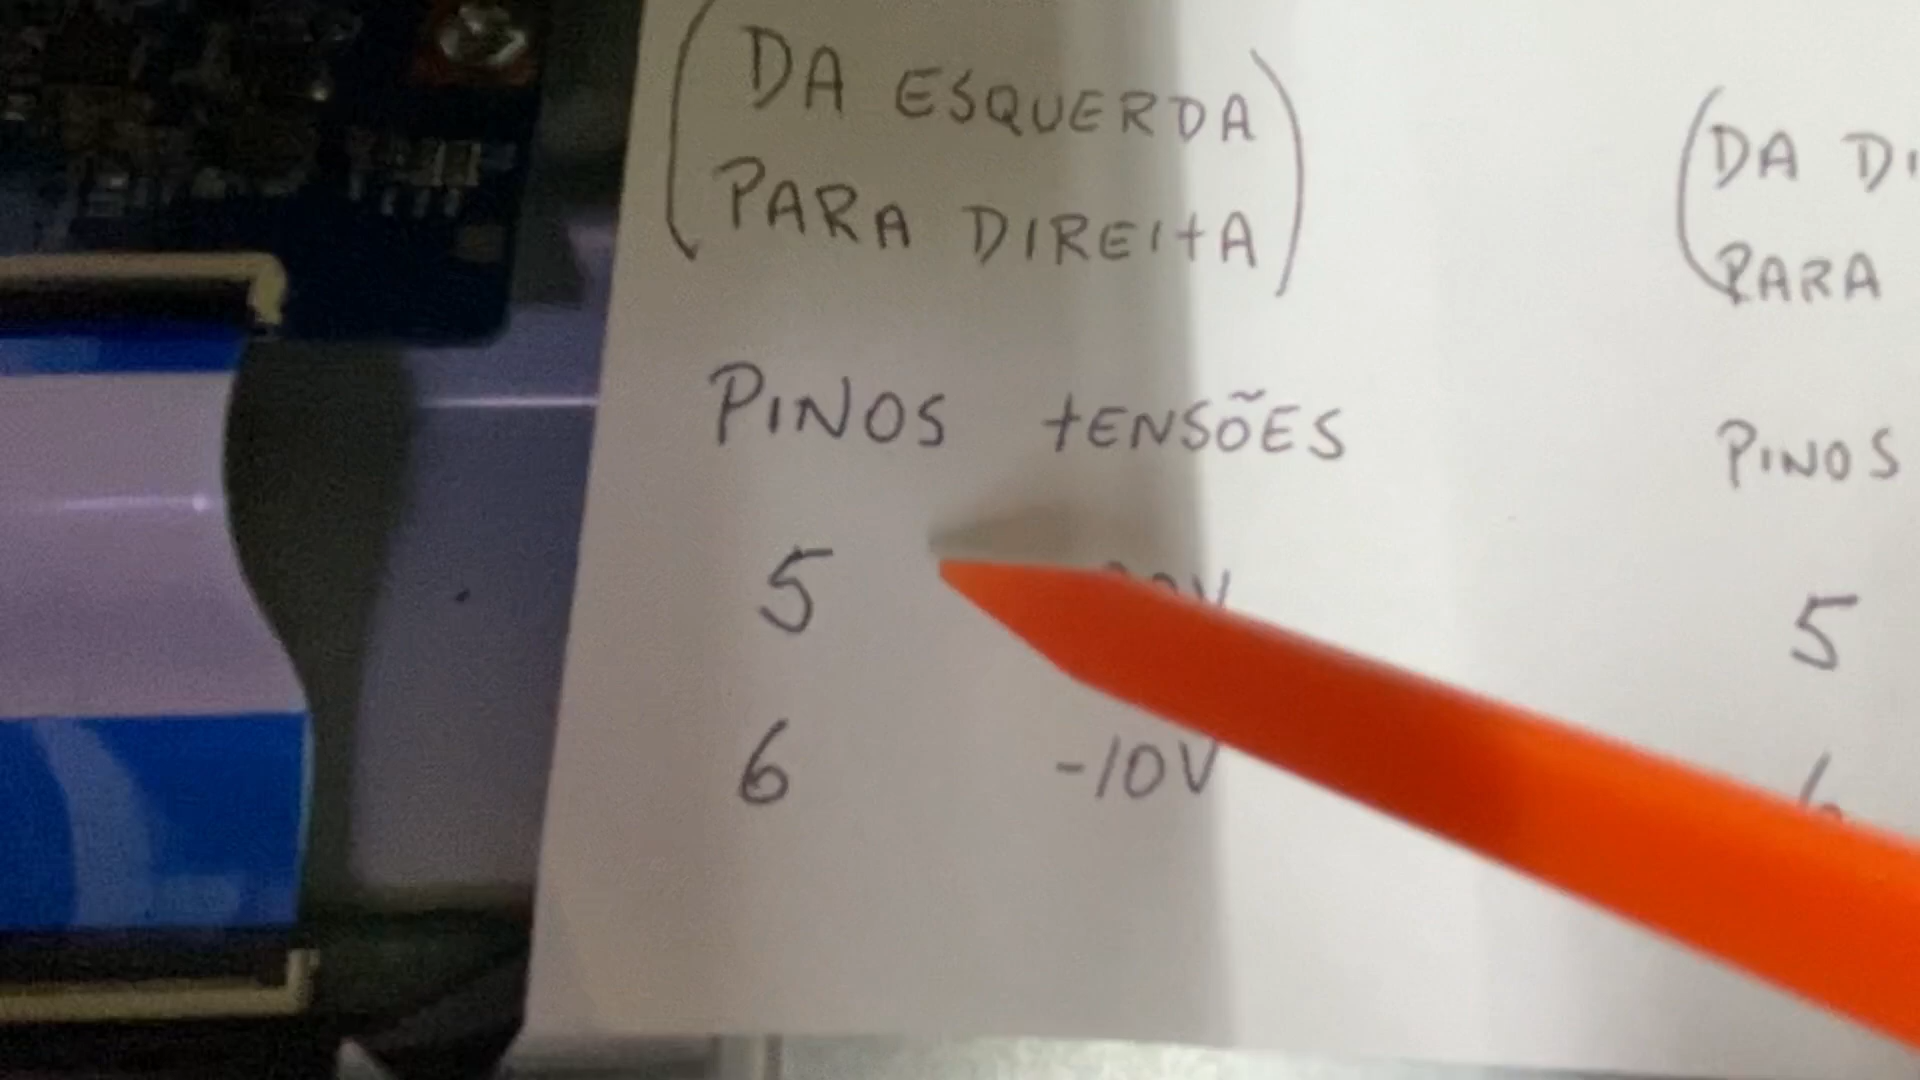 (DA ESQUERDA
PARA DIREITA)
PINOS tENSÕES
5
6 -10V
(DA
PARA
PINOS
5